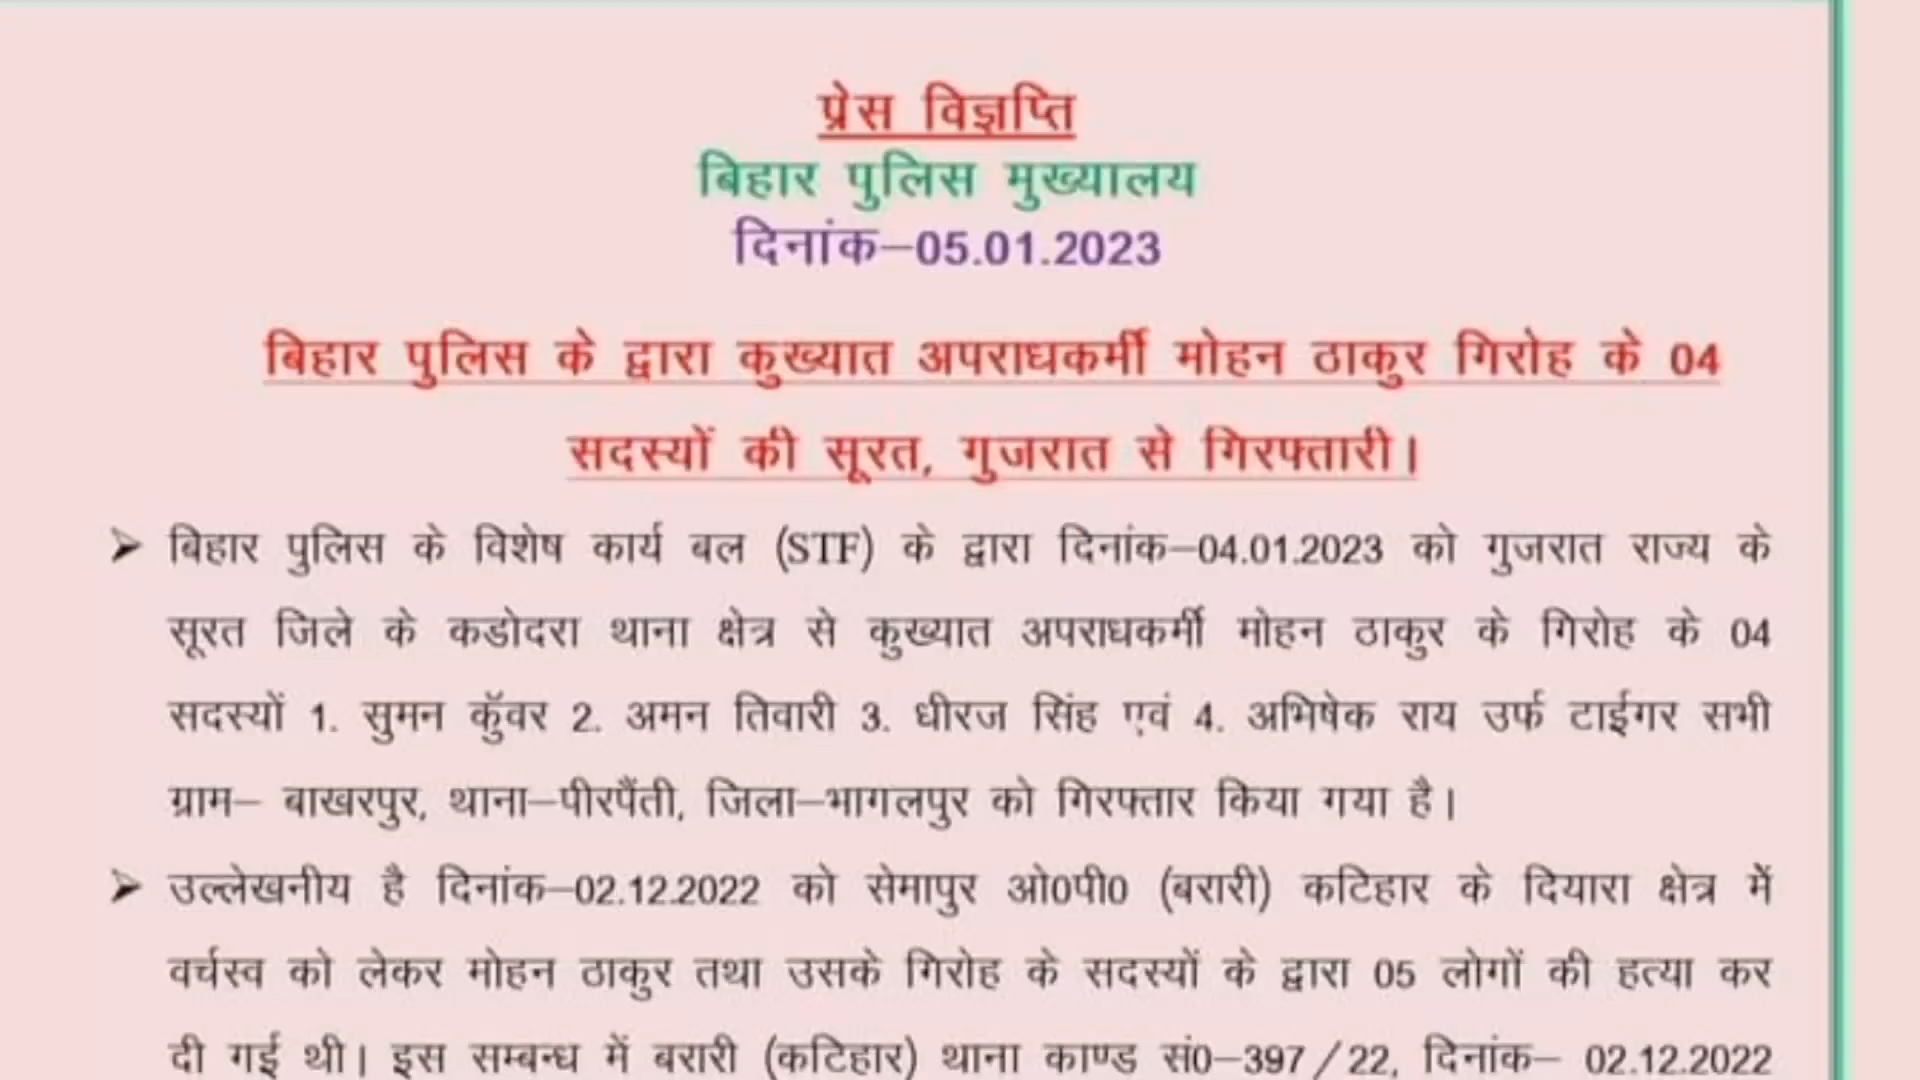 प्रेस विज्ञप्ति
बिहार पुलिस मुख्यालय
दिनांक–05.01.2023
बिहार पुलिस के द्वारा कुख्यात अपराधकर्मी मोहन ठाकुर गिरोह के 04
सदस्यों की सूरत, गुजरात से गिरफ्तारी।
➢ बिहार पुलिस के विशेष कार्य बल (STF) के द्वारा दिनांक–04.01.2023 को गुजरात राज्य के
सूरत जिले के कडोदरा थाना क्षेत्र से कुख्यात अपराधकर्मी मोहन ठाकुर के गिरोह के 04
सदस्यों 1. सुमन कुॅवर 2. अमन तिवारी 3. धीरज सिंह एवं 4. अभिषेक राय उर्फ टाईगर सभी
ग्राम– बाखरपुर, थाना–पीरपैंती, जिला–भागलपुर को गिरफ्तार किया गया है।
➢ उल्लेखनीय है दिनांक–02.12.2022 को सेमापुर ओ0पी0 (बरारी) कटिहार के दियारा क्षेत्र में
वर्चस्व को लेकर मोहन ठाकुर तथा उसके गिरोह के सदस्यों के द्वारा 05 लोगों की हत्या कर
दी गई थी। इस सम्बन्ध में बरारी (कटिहार) थाना काण्ड सं0–397/22, दिनांक– 02.12.2022